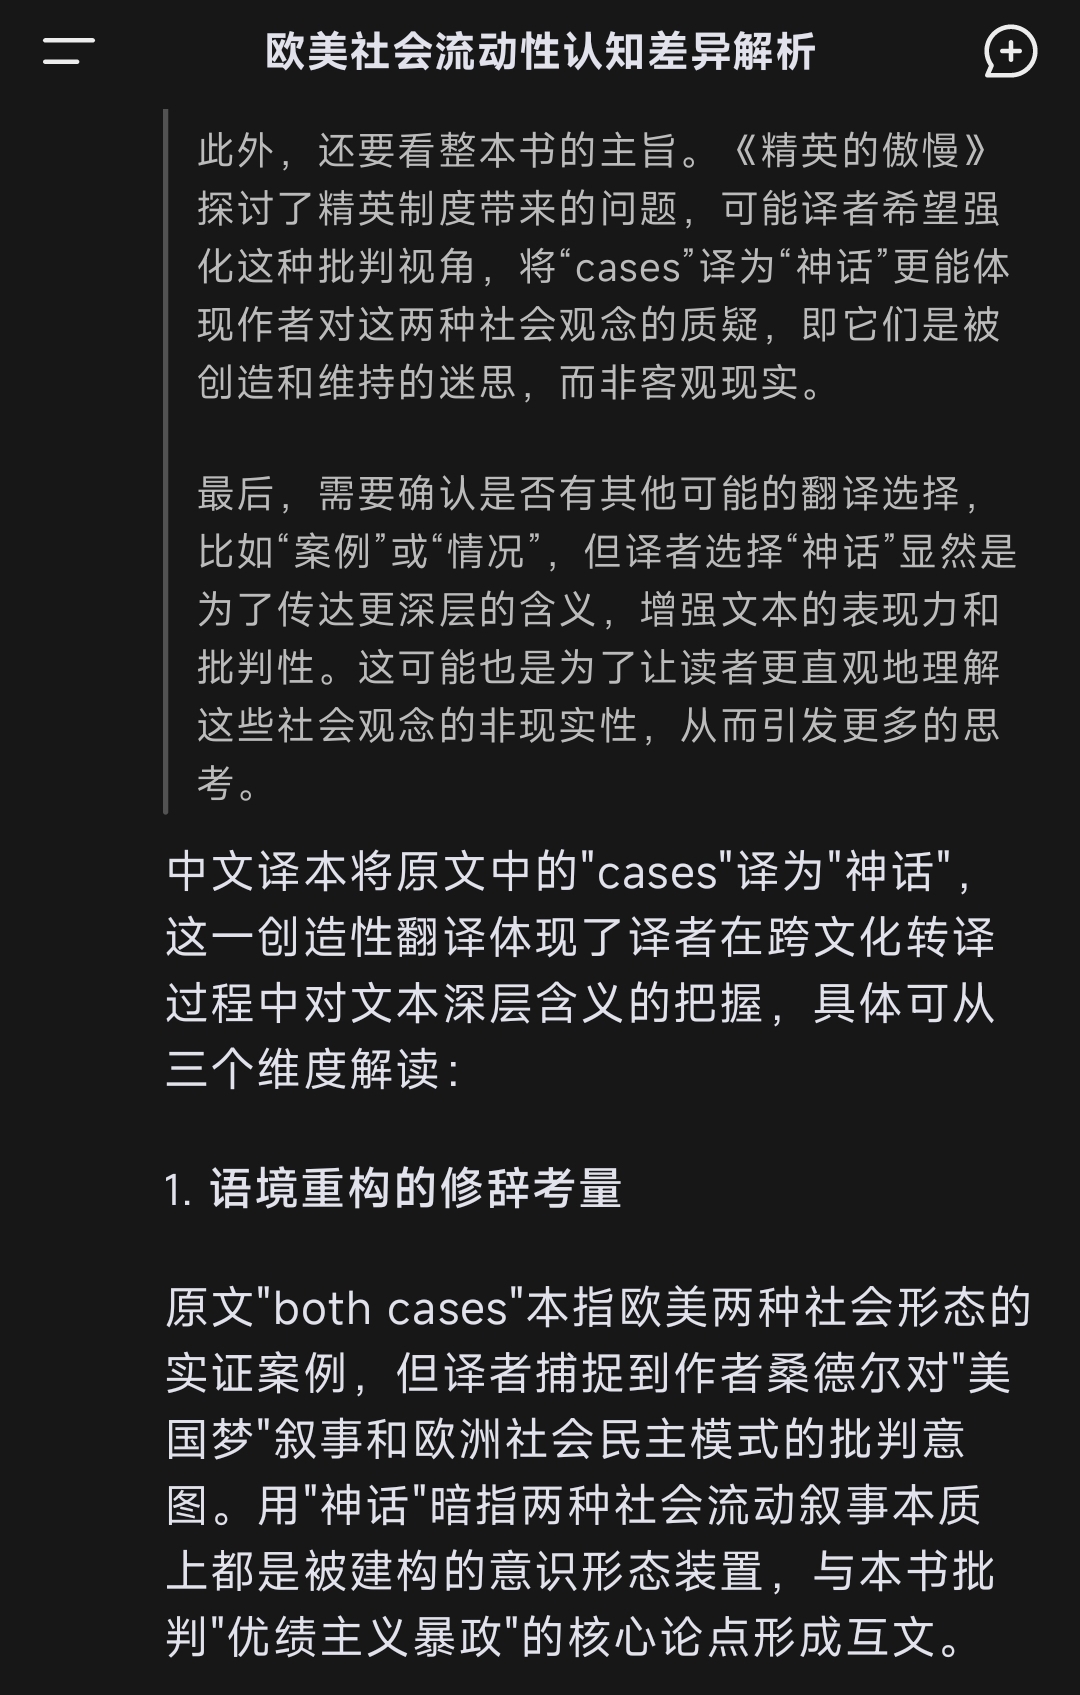 欧美社会流动性认知差异解析
此外，还要看整本书的主旨。《精英的傲慢》
探讨了精英制度带来的问题，可能译者希望强
化这种批判视角，将“cases”译为“神话”更能体
现作者对这两种社会观念的质疑，即它们是被
创造和维持的迷思，而非客观现实。
最后，需要确认是否有其他可能的翻译选择，
比如“案例”或“情况”，但译者选择“神话”显然是
为了传达更深层的含义，增强文本的表现力和
批判性。这可能也是为了让读者更直观地理解
这些社会观念的非现实性，从而引发更多的思
考。
中文译本将原文中的"cases"译为"神话"，
这一创造性翻译体现了译者在跨文化转译
过程中对文本深层含义的把握，具体可从
三个维度解读：
1. 语境重构的修辞考量
原文"both cases"本指欧美两种社会形态的
实证案例，但译者捕捉到作者桑德尔对"美
国梦"叙事和欧洲社会民主模式的批判意
图。用"神话"暗指两种社会流动叙事本质
上都是被建构的意识形态装置，与本书批
判"优绩主义暴政"的核心论点形成互文。